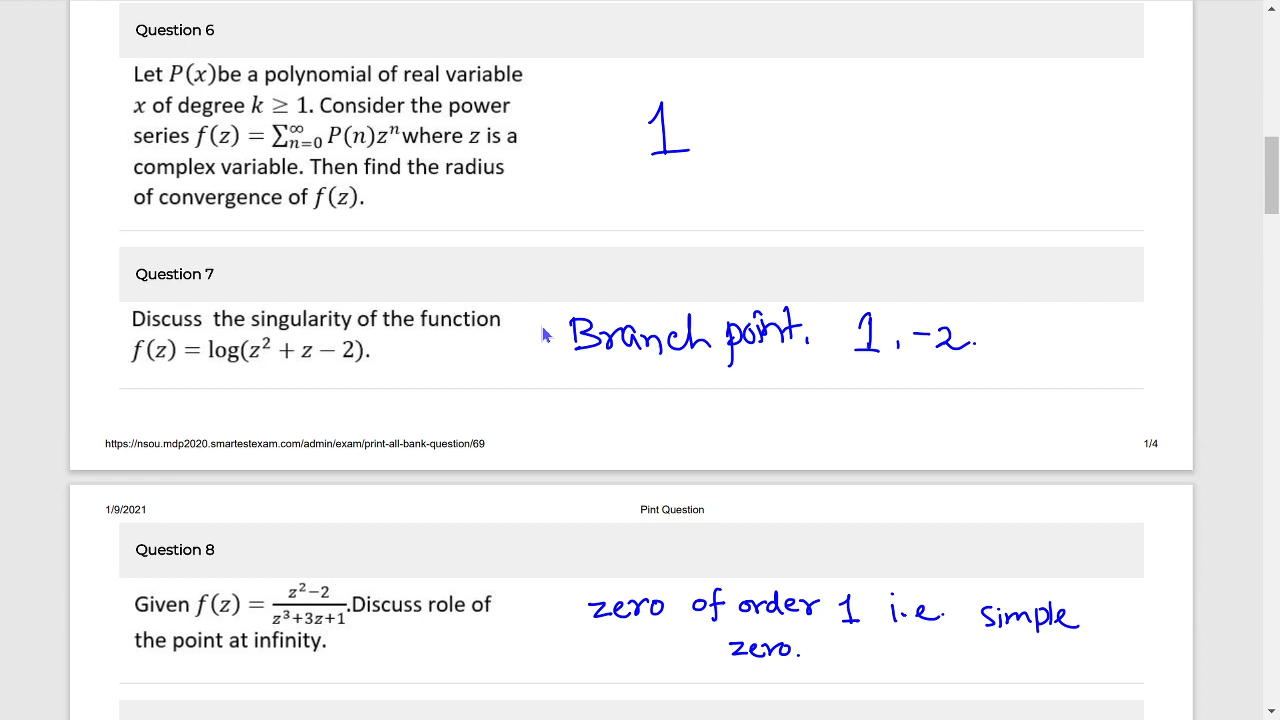 Question 6
Let P(x)be a polynomial of real variable
x of degree k ≥ 1. Consider the power
series f(z) = ∑_{n=0}^{∞} P(n)zⁿ where z is a
complex variable. Then find the radius
of convergence of f(z).
1
Question 7
Discuss the singularity of the function
f(z) = log(z² + z − 2).
Branch point. 1, -2.
https://nsou.mdp2020.smartestexam.com/admin/exam/print-all-bank-question/69
1/4
1/9/2021
Pint Question
Question 8
Given f(z) = (z²−2)/(z³+3z+1).Discuss role of
the point at infinity.
zero of order 1 i.e. simple
zero.